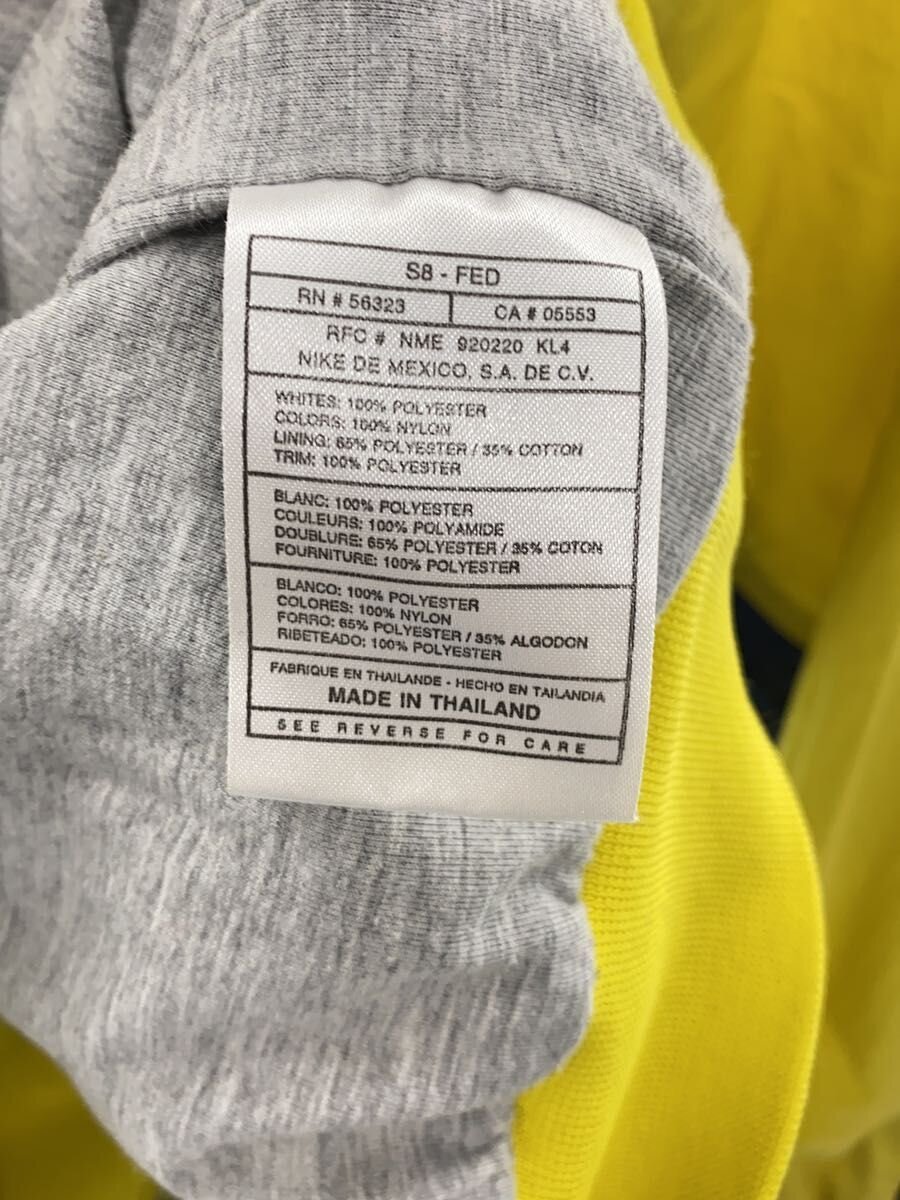 S8 - FED
RN # 56323 CA # 05553
RFC # NME 920220 KL4
NIKE DE MEXICO, S.A. DE C.V.
WHITES: 100% POLYESTER
COLORS: 100% NYLON
LINING: 65% POLYESTER / 35% COTTON
TRIM: 100% POLYESTER
BLANC: 100% POLYESTER
COULEURS: 100% POLYAMIDE
DOUBLURE: 65% POLYESTER / 35% COTON
FOURNITURE: 100% POLYESTER
BLANCO: 100% POLYESTER
COLORES: 100% NYLON
FORRO: 65% POLYESTER / 35% ALGODON
RIBETEADO: 100% POLYESTER
FABRIQUE EN THAILANDE - HECHO EN TAILANDIA
MADE IN THAILAND
SEE REVERSE FOR CARE